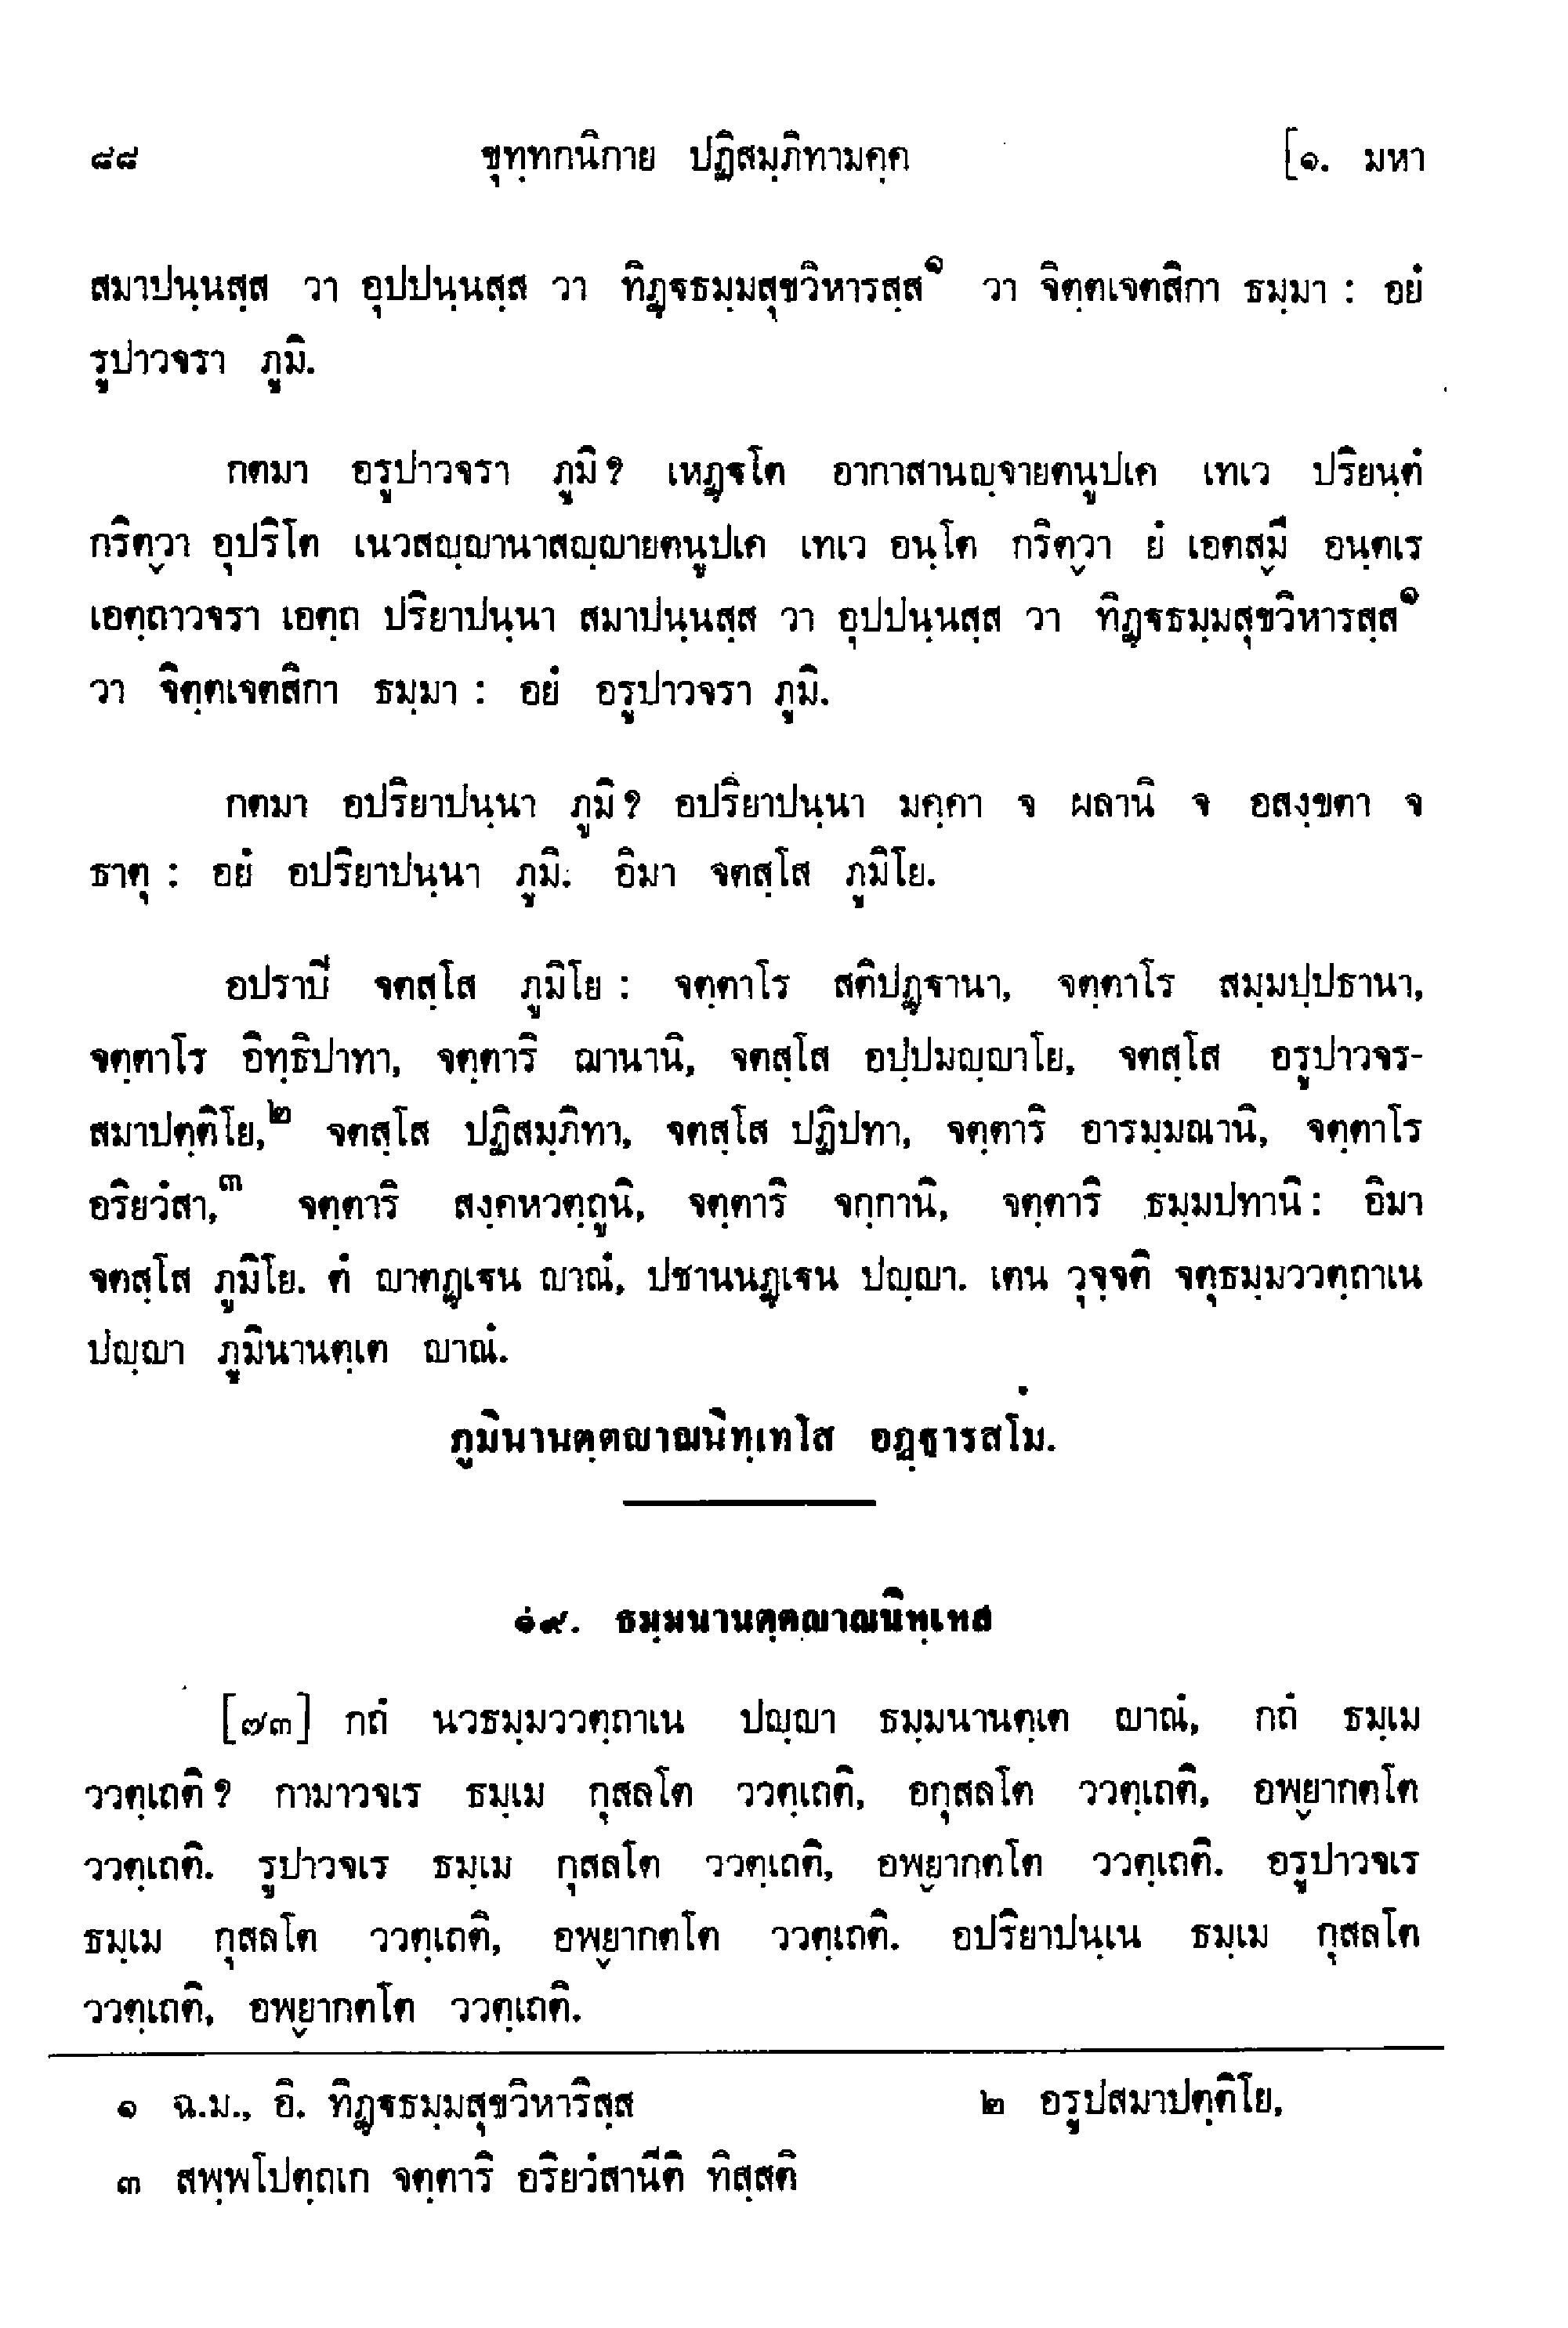 ๘๘ ขุทฺทกนิกาย ปฏิสมฺภิทามคฺค [๑. มหา
สมาปนฺนสฺส วา อุปปนฺนสฺส วา ทิฏฺฐธมฺมสุขวิหารสฺส๑ วา จิตฺตเจตสิกา ธมฺมา : อยํ
รูปาวจรา ภูมิ.
กตมา อรูปาวจรา ภูมิ ? เหฏฺฐโต อากาสานญฺจายตนูปเค เทเว ปริยนฺตํ
กริตฺวา อุปริโต เนวสญฺญานาสญฺญายตนูปเค เทเว อนฺโต กริตฺวา ยํ เอตสฺมึ อนฺตเร
เอตฺถาวจรา เอตฺถ ปริยาปนฺนา สมาปนฺนสฺส วา อุปปนฺนสฺส วา ทิฏฺฐธมฺมสุขวิหารสฺส๑
วา จิตฺตเจตสิกา ธมฺมา : อยํ อรูปาวจรา ภูมิ.
กตมา อปริยาปนฺนา ภูมิ ? อปริยาปนฺนา มคฺคา จ ผลานิ จ อสงฺขตา จ
ธาตุ : อยํ อปริยาปนฺนา ภูมิ. อิมา จตสฺโส ภูมิโย.
อปราปิ จตสฺโส ภูมิโย : จตฺตาโร สติปฏฺฐานา, จตฺตาโร สมฺมปฺปธานา,
จตฺตาโร อิทฺธิปาทา, จตฺตาริ ฌานานิ, จตสฺโส อปฺปมญฺญาโย, จตสฺโส อรูปาวจร-
สมาปตฺติโย,๒ จตสฺโส ปฏิสมฺภิทา, จตสฺโส ปฏิปทา, จตฺตาริ อารมฺมณานิ, จตฺตาโร
อริยวํสา,๓ จตฺตาริ สงฺคหวตฺถูนิ, จตฺตาริ จกฺกานิ, จตฺตาริ ธมฺมปทานิ : อิมา
จตสฺโส ภูมิโย. ตํ ญาตฏฺเฐน ญาณํ, ปชานนฏฺเฐน ปญฺญา. เตน วุจฺจติ จตุธมฺมววตฺถาเน
ปญฺญา ภูมินานตฺเต ญาณํ.
ภูมินานตฺตญาณนิทฺเทโส อฏฺฐารสโม.
๑๙. ธมฺมนานตฺตญาณนิทฺเทส
[๗๓] กถํ นวธมฺมววตฺถาเน ปญฺญา ธมฺมนานตฺเต ญาณํ, กถํ ธมฺเม
ววตฺเถติ ? กามาวจเร ธมฺเม กุสลโต ววตฺเถติ, อกุสลโต ววตฺเถติ, อพฺยากตโต
ววตฺเถติ. รูปาวจเร ธมฺเม กุสลโต ววตฺเถติ, อพฺยากตโต ววตฺเถติ. อรูปาวจเร
ธมฺเม กุสลโต ววตฺเถติ, อพฺยากตโต ววตฺเถติ. อปริยาปนฺเน ธมฺเม กุสลโต
ววตฺเถติ, อพฺยากตโต ววตฺเถติ.
๑ ฉ.ม., อิ. ทิฏฺฐธมฺมสุขวิหาริสฺส ๒ อรูปสมาปตฺติโย,
๓ สพฺพโปตฺถเก จตฺตาริ อริยวํสานีติ ทิสฺสติ